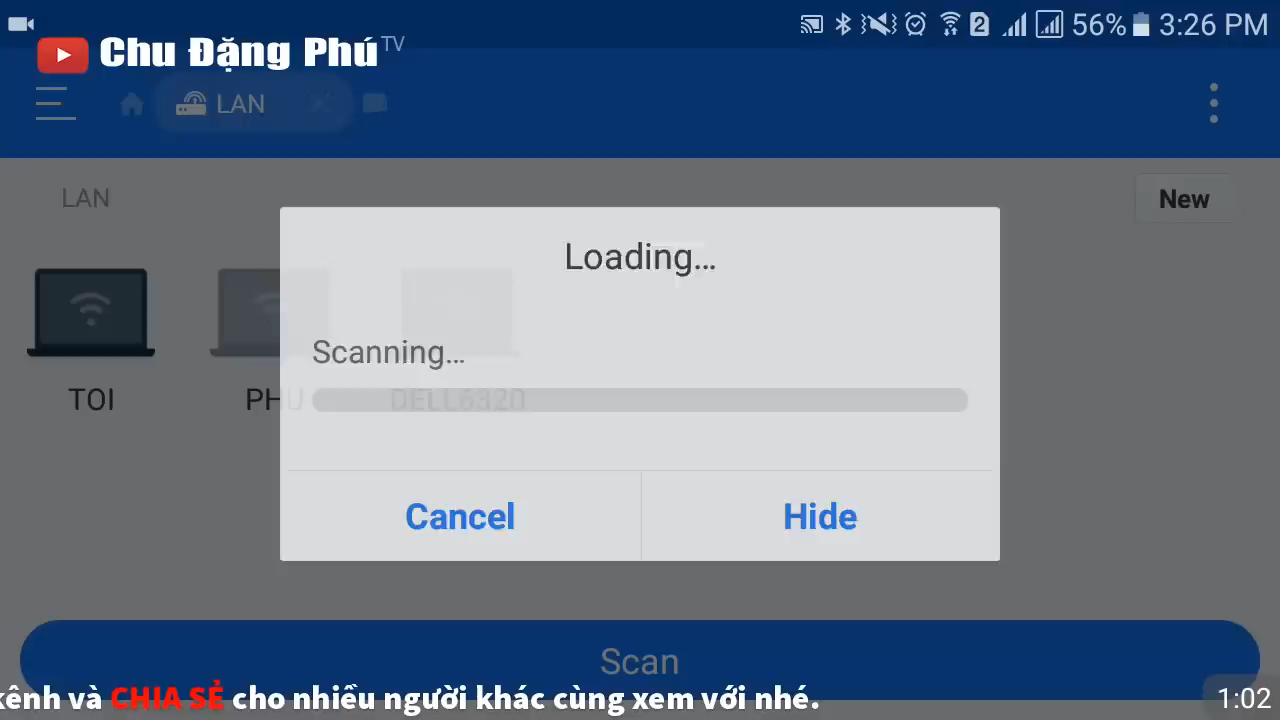 2 56% 3:26 PM
Chu Đặng Phú TV
LAN
LAN
New
Loading...
Scanning...
TOI
PHU
DELL6320
Cancel
Hide
Scan
kênh và CHIA SẺ cho nhiều người khác cùng xem với nhé.
1:02